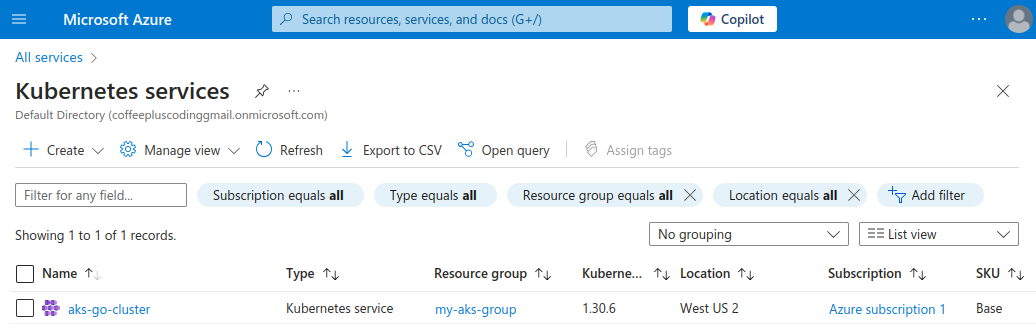 Microsoft Azure
Search resources, services, and docs (G+/)
Copilot
All services
Kubernetes services
Default Directory (coffeepluscodinggmail.onmicrosoft.com)
Create
Manage view
Refresh
Export to CSV
Open query
Assign tags
Filter for any field...
Subscription equals all
Type equals all
Resource group equals all
Location equals all
Add filter
Showing 1 to 1 of 1 records.
No grouping
List view
Name Type Resource group Kuberne... Location Subscription SKU
aks-go-cluster Kubernetes service my-aks-group 1.30.6 West US 2 Azure subscription 1 Base